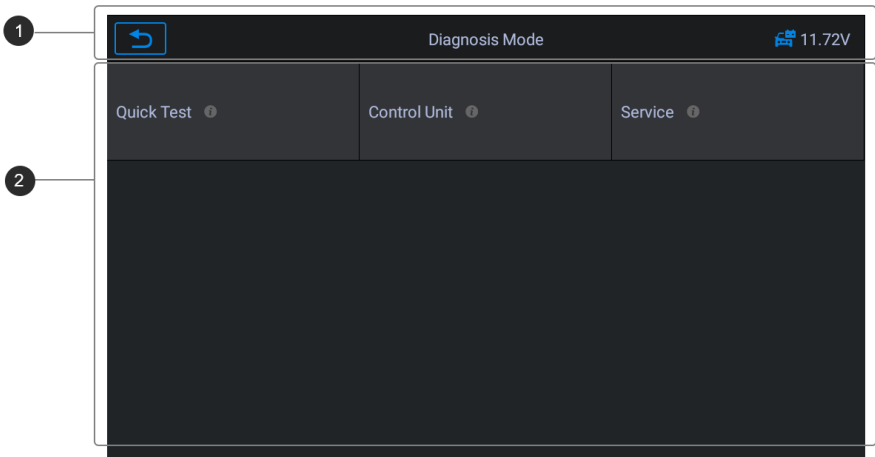 1
Diagnosis Mode
11.72V
Quick Test
Control Unit
Service
2